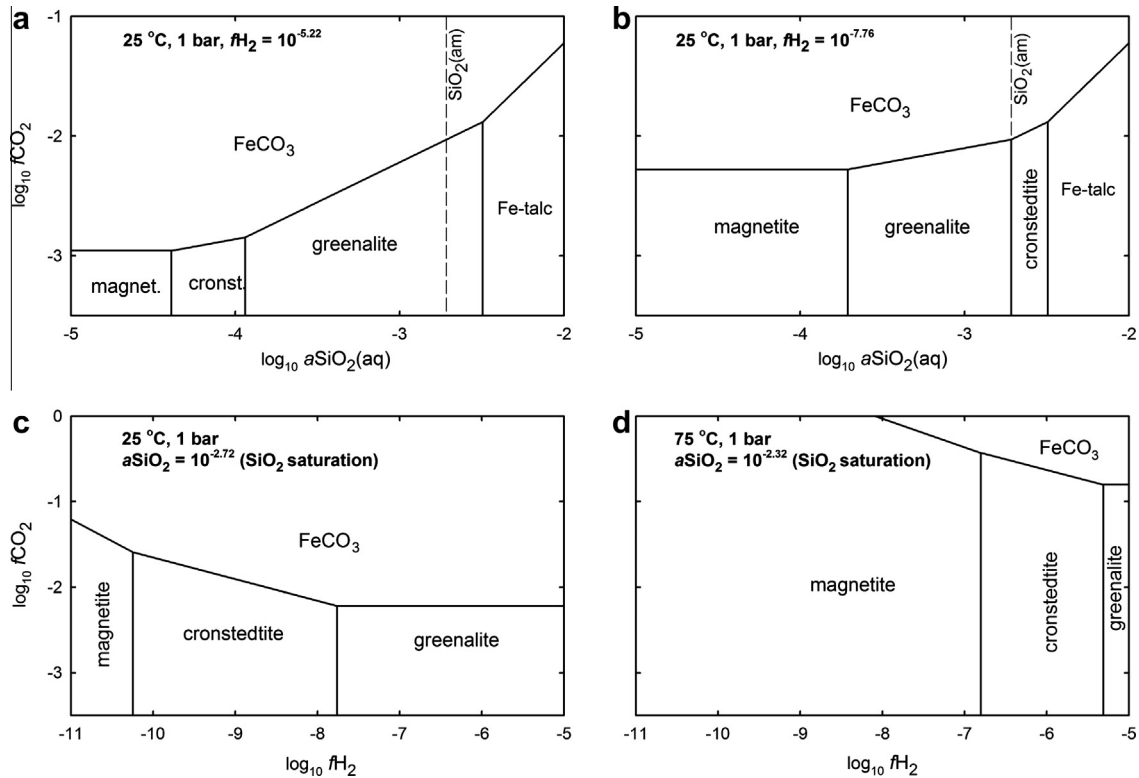 a
25 °C, 1 bar, fH₂ = 10⁻⁵·²²
SiO₂(am)
FeCO₃
greenalite
Fe-talc
magnet.
cronst.
-1
-2
-3
log₁₀ fCO₂
-5
-4
-3
-2
log₁₀ aSiO₂(aq)
b
25 °C, 1 bar, fH₂ = 10⁻⁷·⁷⁶
SiO₂(am)
FeCO₃
magnetite
greenalite
cronstedtite
Fe-talc
-5
-4
-3
-2
log₁₀ aSiO₂(aq)
c
25 °C, 1 bar
aSiO₂ = 10⁻²·⁷² (SiO₂ saturation)
FeCO₃
magnetite
cronstedtite
greenalite
0
-1
-2
-3
log₁₀ fCO₂
-11
-10
-9
-8
-7
-6
-5
log₁₀ fH₂
d
75 °C, 1 bar
aSiO₂ = 10⁻²·³² (SiO₂ saturation)
FeCO₃
magnetite
cronstedtite
greenalite
-11
-10
-9
-8
-7
-6
-5
log₁₀ fH₂